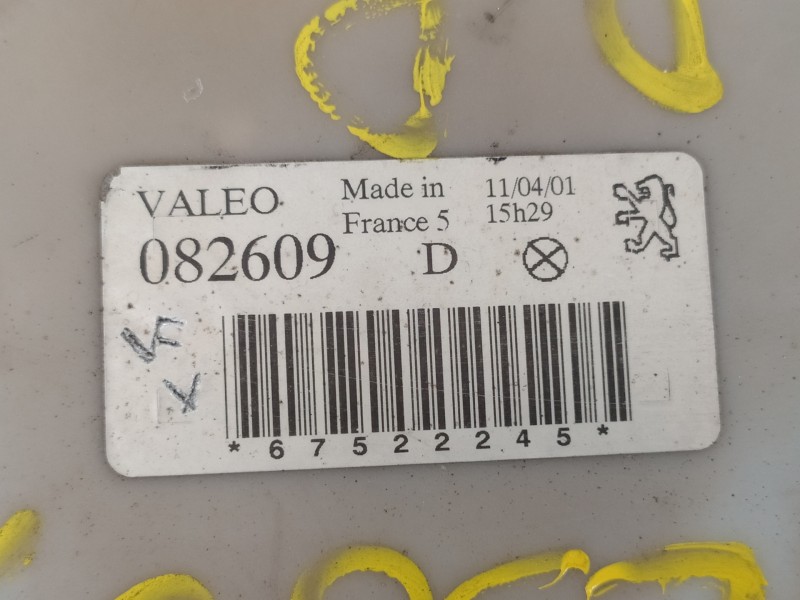 VALEO Made in 11/04/01
France 5 15h29
082609 D
*67522245*